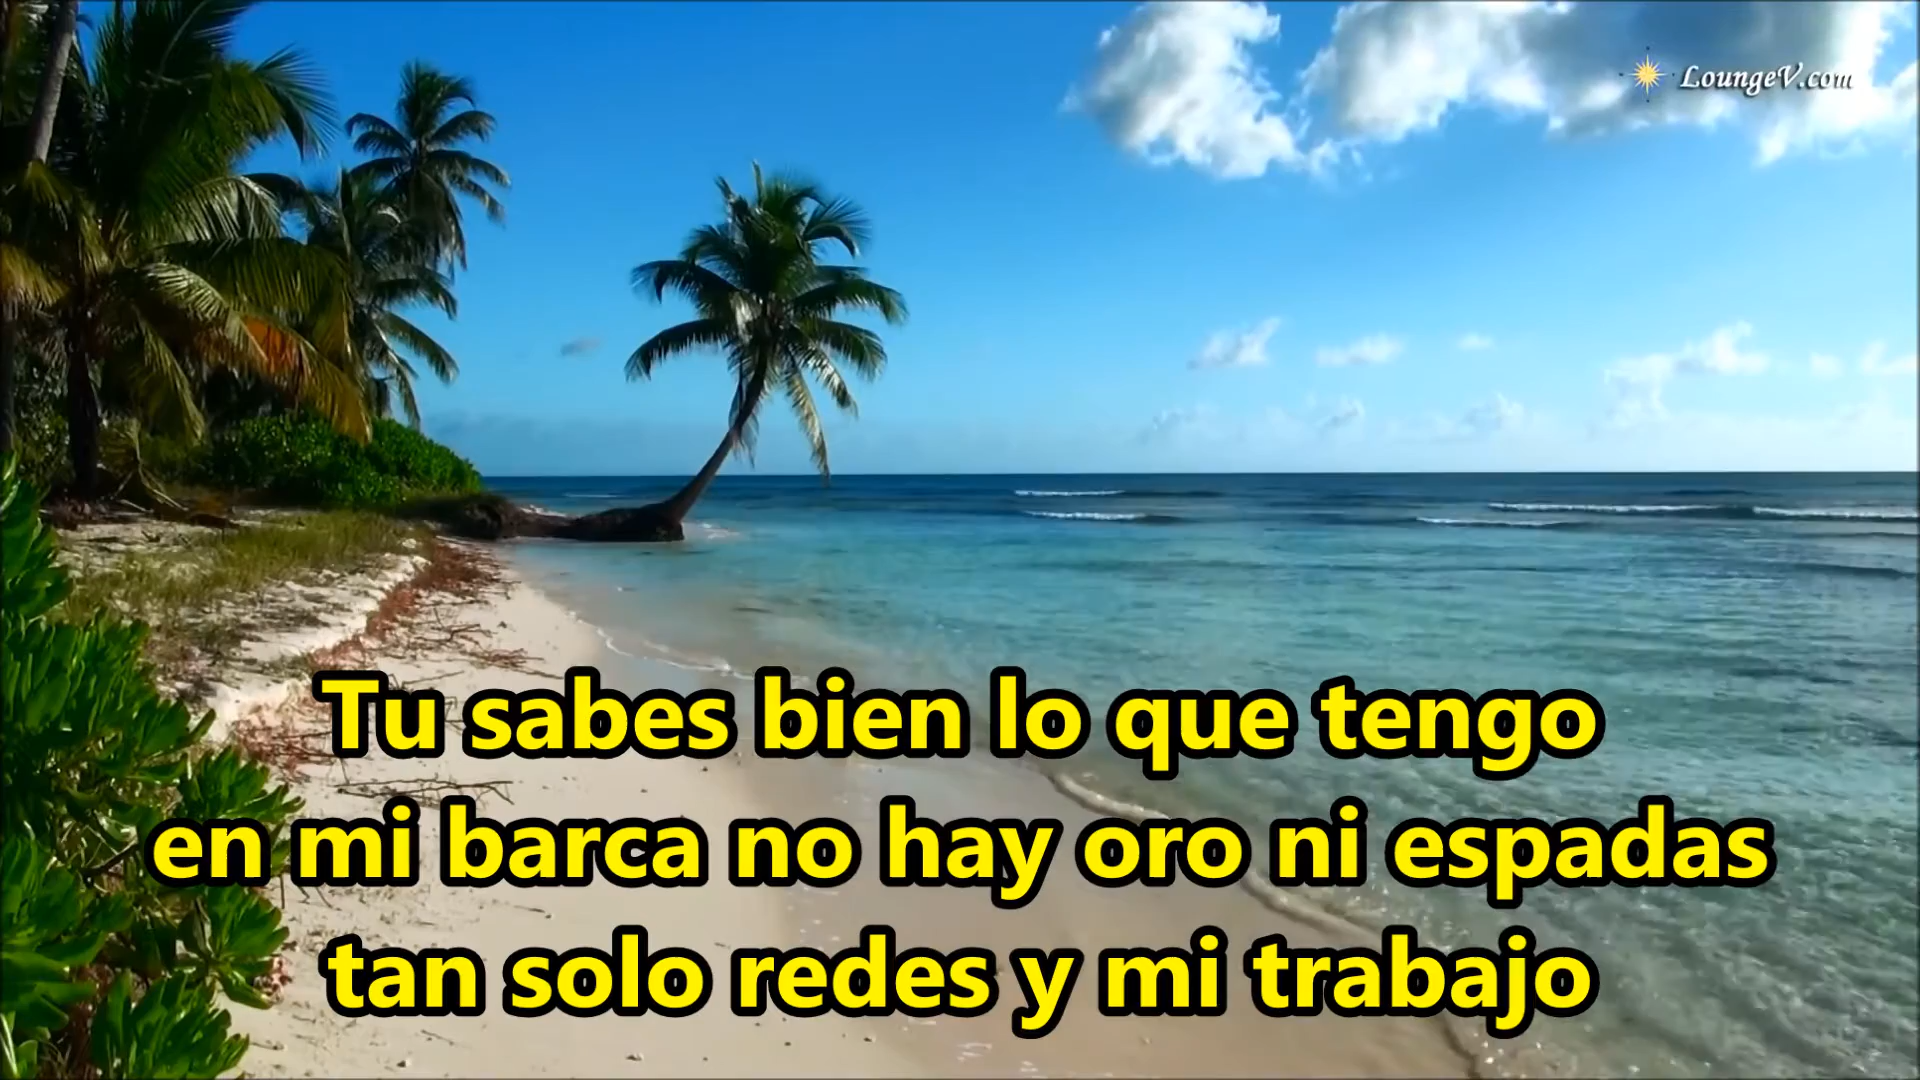 LoungeV.com
Tu sabes bien lo que tengo
en mi barca no hay oro ni espadas
tan solo redes y mi trabajo